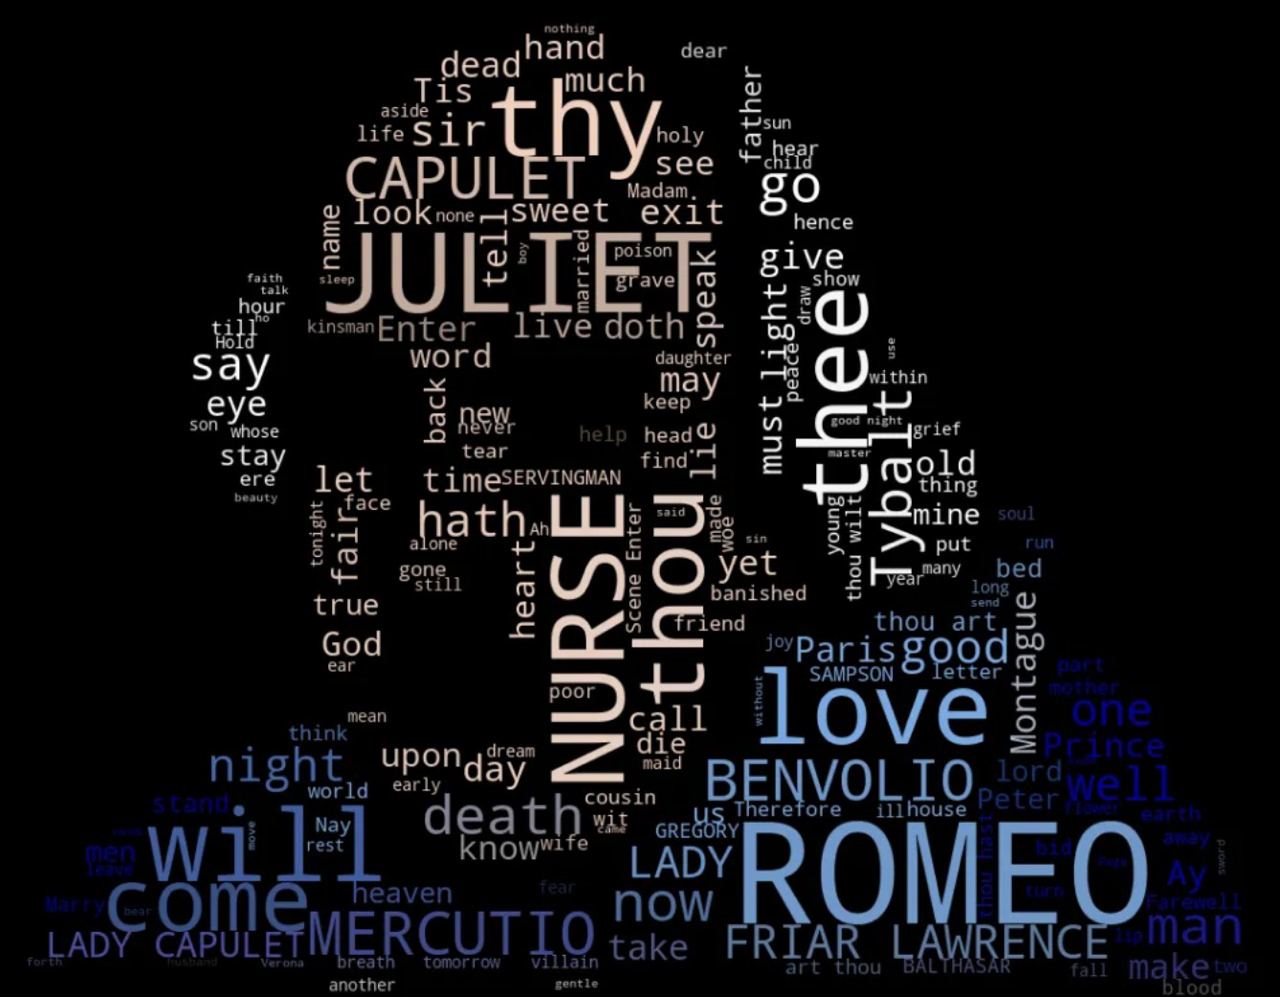 nothing
hand
dear
dead
much
Tis
thy
father
aside
sun
life
sir
holy
hear
child
see
CAPULET
go
Madam
look
none
sweet
exit
hence
name
tell
JULIET
boy
married
poison
speak
give
faith
sleep
grave
show
talk
hour
ho
light
draw
thee
till
kinsman
Enter
live
doth
Hold
use
word
daughter
say
peace
within
back
may
must
eye
new
keep
Tybalt
son
whose
never
help
head
lie
good night
grief
stay
tear
find
master
old
ere
let
time
SERVINGMAN
thing
beauty
tonight
face
fair
hath
Ah
NURSE
thou
said
made
woe
young
thou wilt
mine
soul
alone
Scene Enter
sin
put
run
gone
heart
yet
many
bed
still
banished
year
long
true
send
friend
thou art
Montague
God
joy
Paris
good
ear
SAMPSON
letter
part
poor
without
love
mother
mean
call
one
think
die
Prince
night
upon
dream
day
maid
world
early
BENVOLIO
lord
well
stand
cousin
Peter
will
move
Nay
death
wit
us
Therefore
ill
house
flower
earth
came
GREGORY
ROMEO
thou hast
away
men
rest
know
wife
LADY
bid
Page
sword
leave
Ay
come
heaven
fear
turn
Marry
bear
now
Farewell
LADY CAPULET
MERCUTIO
take
FRIAR LAWRENCE
lip
man
forth
husband
Verona
breath
tomorrow
villain
art thou
BALTHASAR
fall
make
two
another
gentle
blood